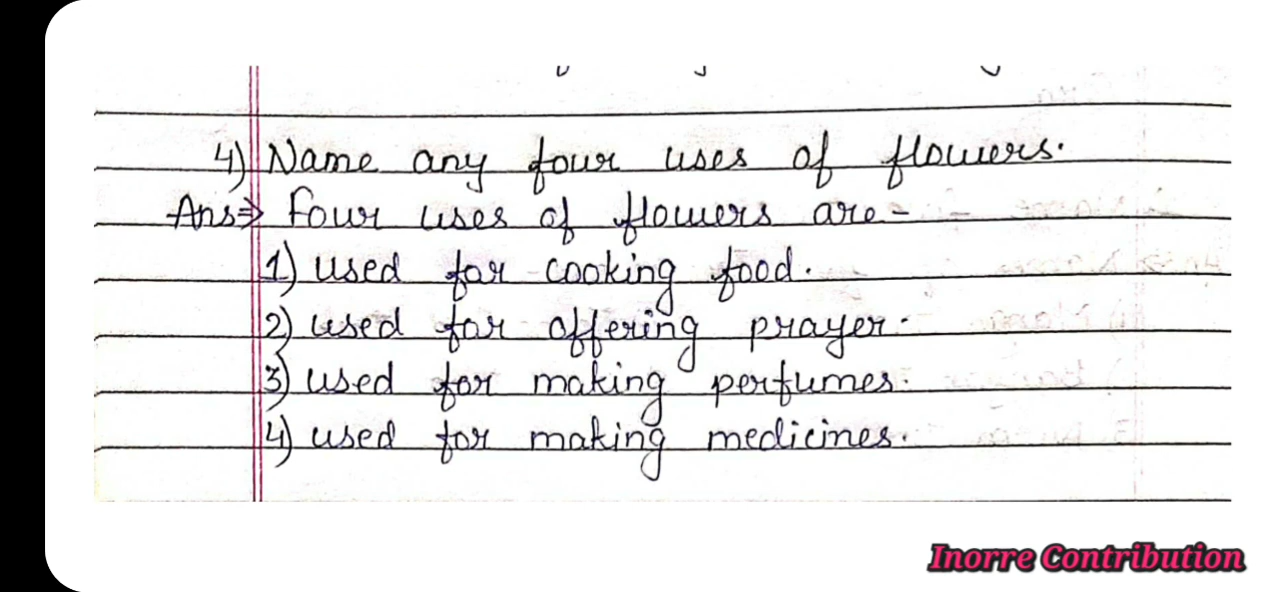 4) Name any four uses of flowers.
Ans⇒ Four uses of flowers are-
1) used for cooking food.
2) used for offering prayer.
3) used for making perfumes.
4) used for making medicines.
Inorre Contribution